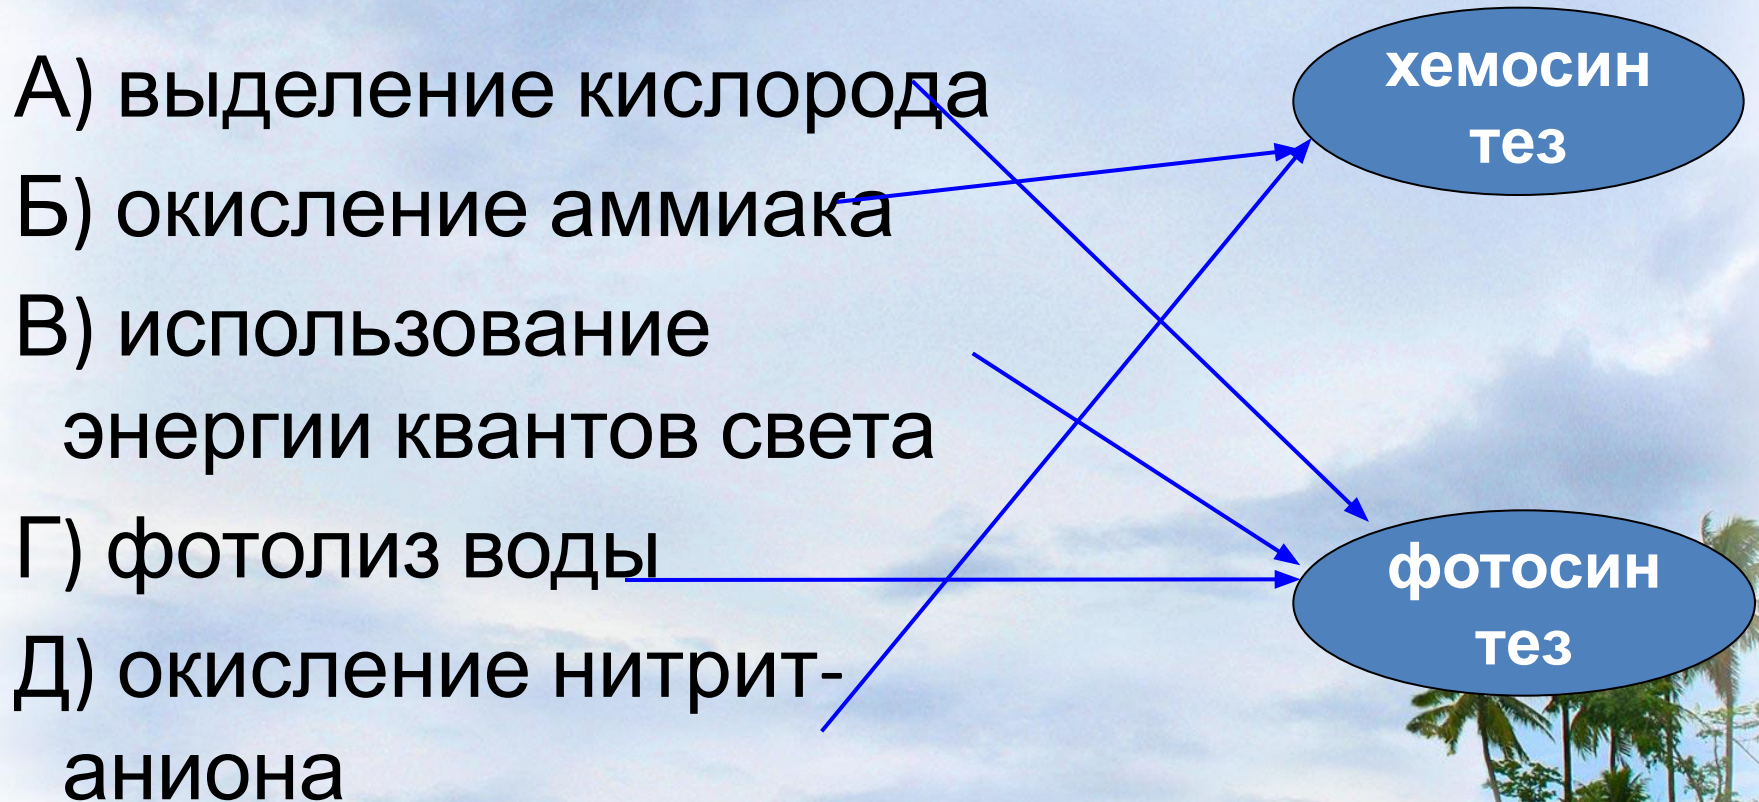 А) выделение кислорода
Б) окисление аммиака
В) использование
энергии квантов света
Г) фотолиз воды
Д) окисление нитрит-
аниона
хемосин
тез
фотосин
тез